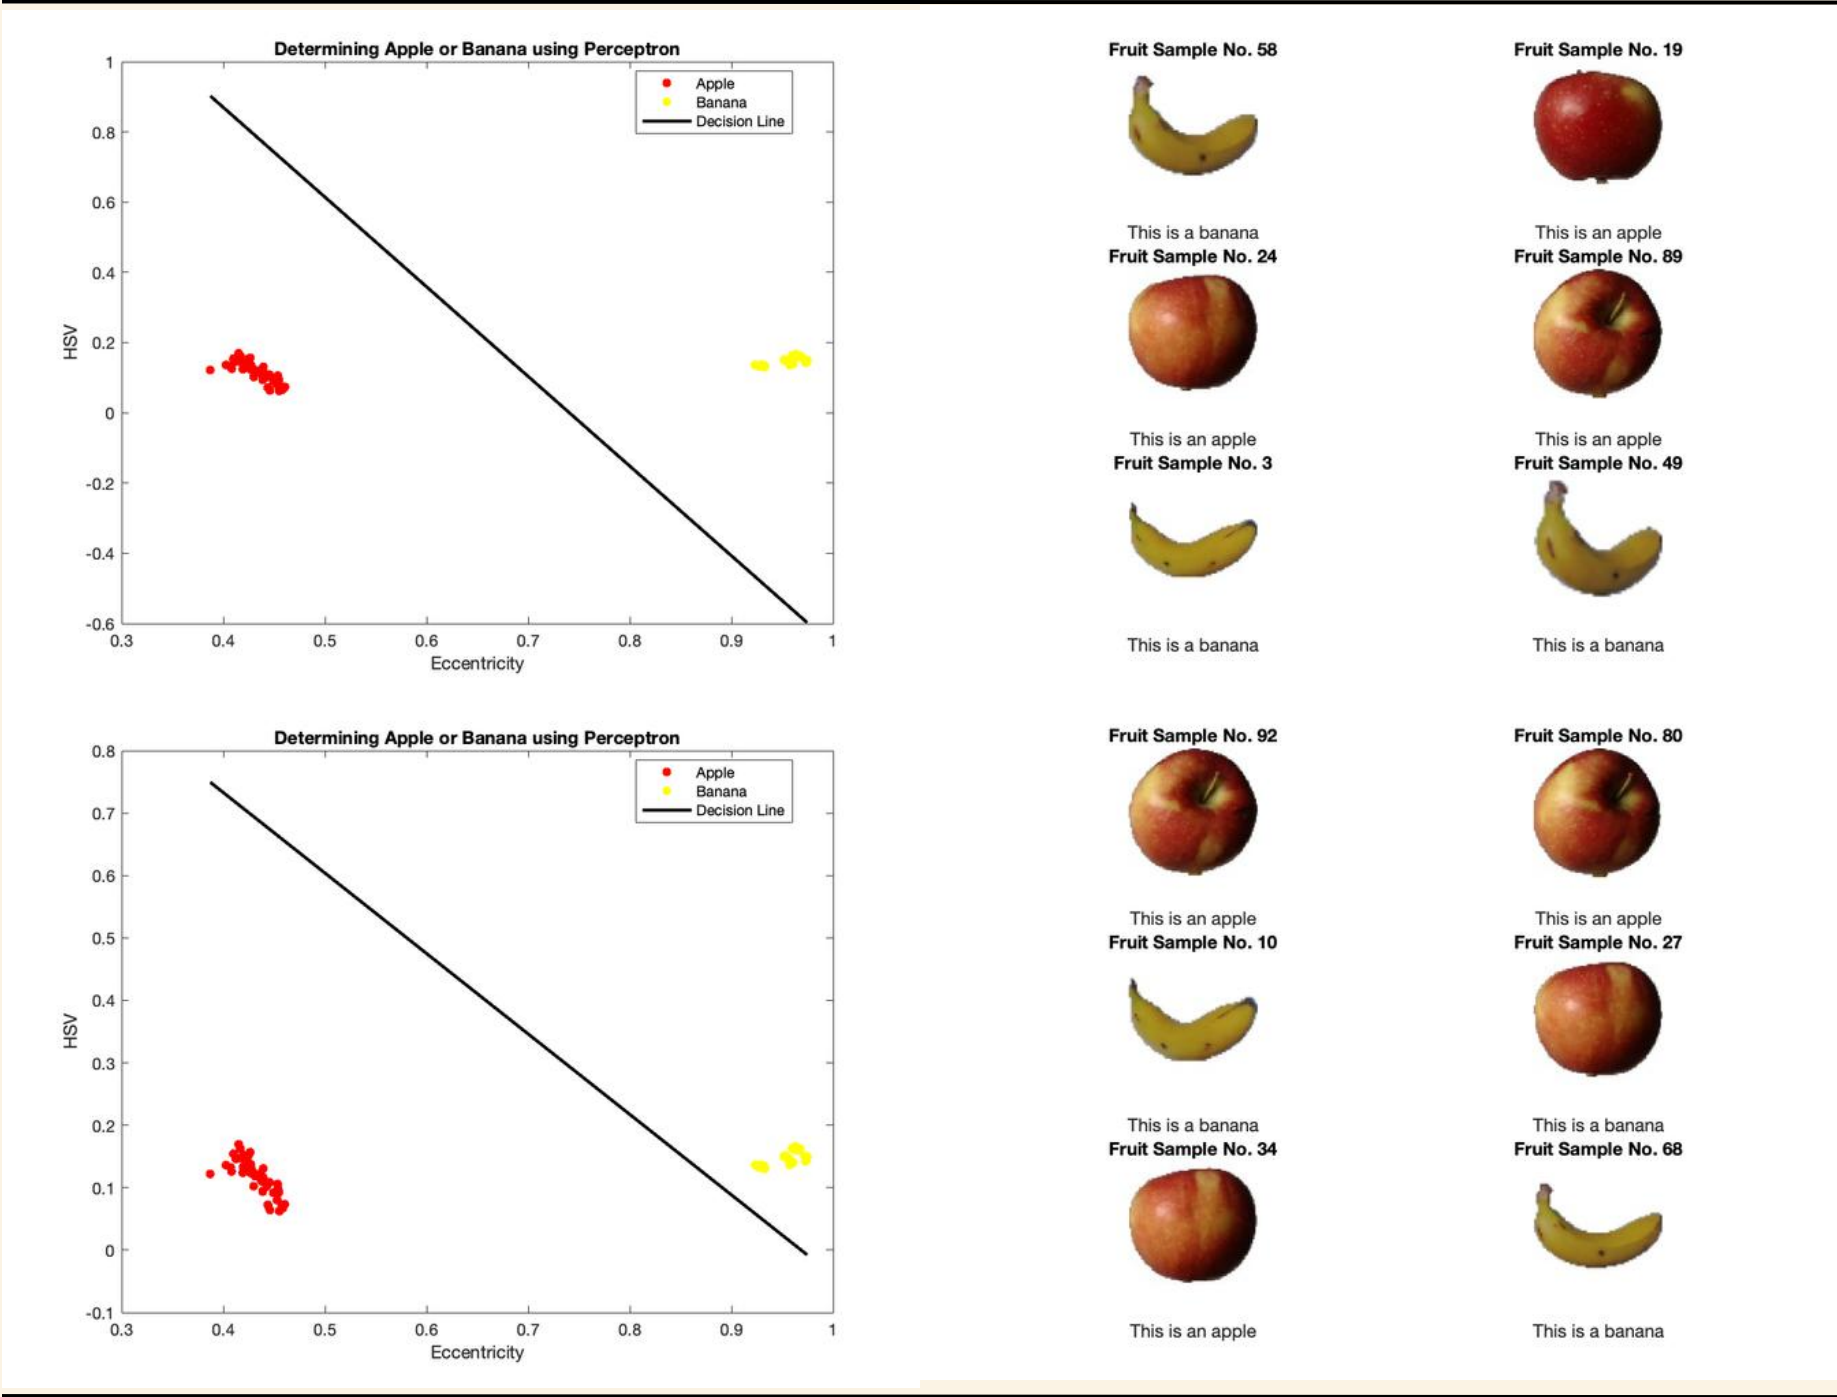 Determining Apple or Banana using Perceptron
1
0.8
0.6
0.4
0.2
0
-0.2
-0.4
-0.6
HSV
Apple
Banana
Decision Line
0.3 0.4 0.5 0.6 0.7 0.8 0.9 1
Eccentricity
Fruit Sample No. 58
This is a banana
Fruit Sample No. 19
This is an apple
Fruit Sample No. 24
This is an apple
Fruit Sample No. 89
This is an apple
Fruit Sample No. 3
This is a banana
Fruit Sample No. 49
This is a banana
Determining Apple or Banana using Perceptron
0.8
0.7
0.6
0.5
0.4
0.3
0.2
0.1
0
-0.1
HSV
Apple
Banana
Decision Line
0.3 0.4 0.5 0.6 0.7 0.8 0.9 1
Eccentricity
Fruit Sample No. 92
This is an apple
Fruit Sample No. 80
This is an apple
Fruit Sample No. 10
This is a banana
Fruit Sample No. 27
This is a banana
Fruit Sample No. 34
This is an apple
Fruit Sample No. 68
This is a banana